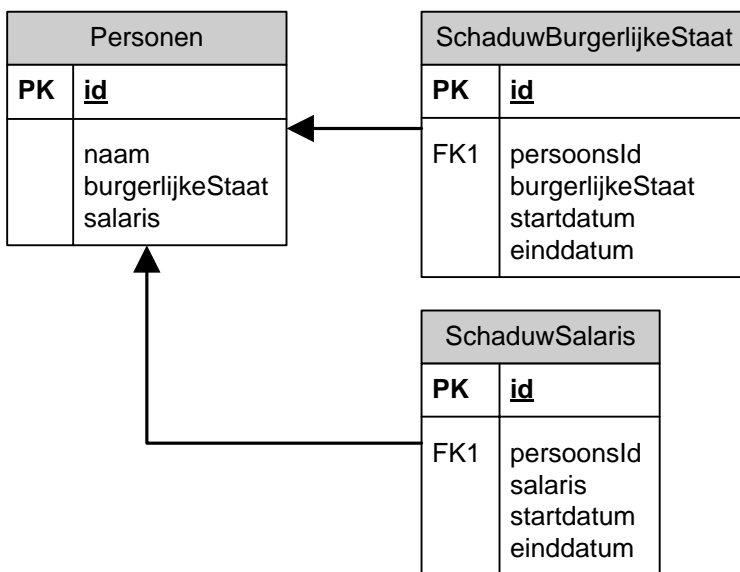 Personen
PK id
naam
burgerlijkeStaat
salaris
SchaduwBurgerlijkeStaat
PK id
FK1 persoonsId
burgerlijkeStaat
startdatum
einddatum
SchaduwSalaris
PK id
FK1 persoonsId
salaris
startdatum
einddatum